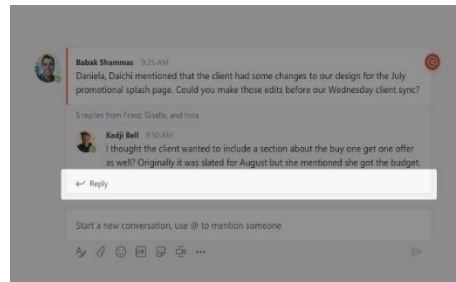 Babak Shammas 9:25 AM
Daniela, Daichi mentioned that the client had some changes to our design for the July
promotional splash page. Could you make those edits before our Wednesday client sync?
5 replies from Franz, Giselle, and Inna
Kadji Bell 9:50 AM
I thought the client wanted to include a section about the buy one get one offer
as well? Originally it was slated for August but she mentioned she got the budget.
Reply
Start a new conversation, use @ to mention someone
GIF